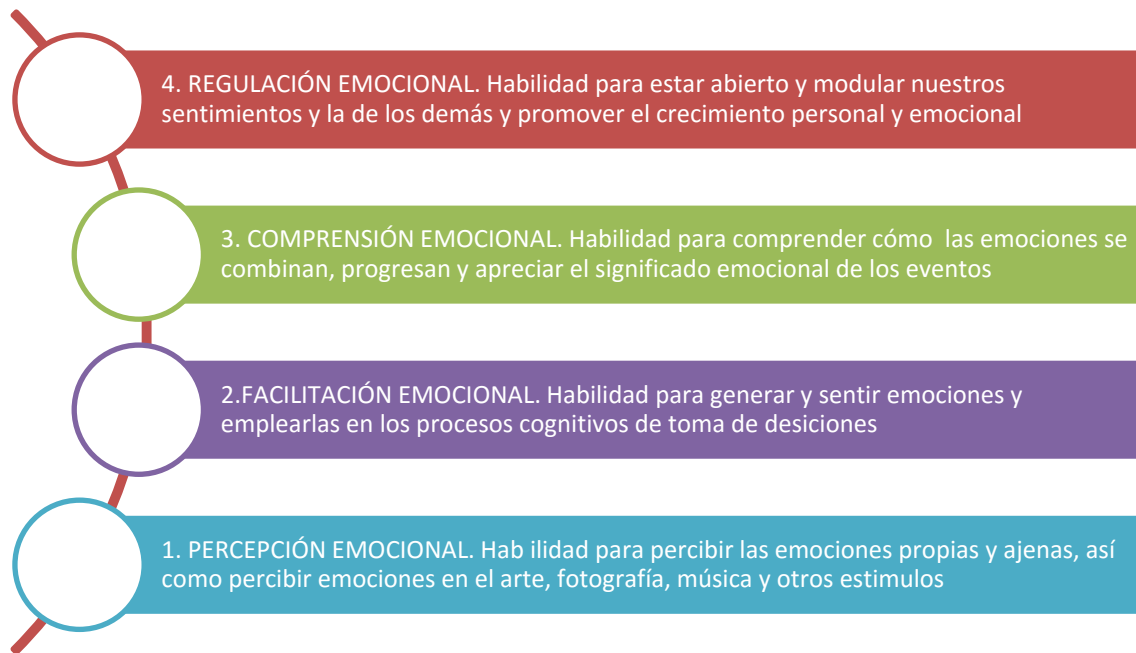 4. REGULACIÓN EMOCIONAL. Habilidad para estar abierto y modular nuestros
sentimientos y la de los demás y promover el crecimiento personal y emocional
3. COMPRENSIÓN EMOCIONAL. Habilidad para comprender cómo  las emociones se
combinan, progresan y apreciar el significado emocional de los eventos
2.FACILITACIÓN EMOCIONAL. Habilidad para generar y sentir emociones y
emplearlas en los procesos cognitivos de toma de desiciones
1. PERCEPCIÓN EMOCIONAL. Hab ilidad para percibir las emociones propias y ajenas, así
como percibir emociones en el arte, fotografía, música y otros estimulos